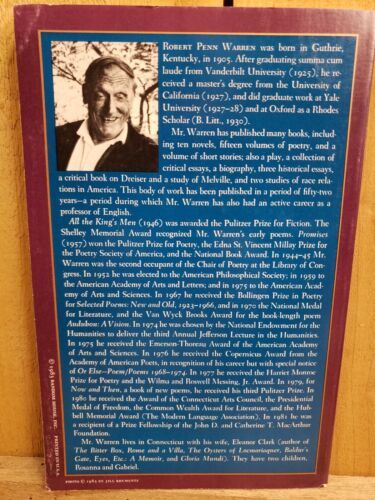 ROBERT PENN WARREN was born in Guthrie,
Kentucky, in 1905. After graduating summa cum
laude from Vanderbilt University (1925), he re-
ceived a master's degree from the University of
California (1927), and did graduate work at Yale
University (1927–28) and at Oxford as a Rhodes
Scholar (B. Litt., 1930).
Mr. Warren has published many books, includ-
ing ten novels, fifteen volumes of poetry, and a
volume of short stories; also a play, a collection of
critical essays, a biography, three historical essays,
a critical book on Dreiser and a study of Melville, and two studies of race rela-
tions in America. This body of work has been published in a period of fifty-two
years—a period during which Mr. Warren has also had an active career as a
professor of English.
All the King's Men (1946) was awarded the Pulitzer Prize for Fiction. The
Shelley Memorial Award recognized Mr. Warren's early poems. Promises
(1957) won the Pulitzer Prize for Poetry, the Edna St. Vincent Millay Prize for
the Poetry Society of America, and the National Book Award. In 1944–45 Mr.
Warren was the second occupant of the Chair of Poetry at the Library of Con-
gress. In 1952 he was elected to the American Philosophical Society; in 1959 to
the American Academy of Arts and Letters; and in 1975 to the American Acad-
emy of Arts and Sciences. In 1967 he received the Bollingen Prize in Poetry
for Selected Poems: New and Old, 1923–1966, and in 1970 the National Medal
for Literature, and the Van Wyck Brooks Award for the book-length poem
Audubon: A Vision. In 1974 he was chosen by the National Endowment for the
Humanities to deliver the third Annual Jefferson Lecture in the Humanities.
In 1975 he received the Emerson-Thoreau Award of the American Academy
of Arts and Sciences. In 1976 he received the Copernicus Award from the
Academy of American Poets, in recognition of his career but with special notice
of Or Else—Poem/Poems 1968–1974. In 1977 he received the Harriet Monroe
Prize for Poetry and the Wilma and Roswell Messing, Jr. Award. In 1979, for
Now and Then, a book of new poems, he received his third Pulitzer Prize. In
1980 he received the Award of the Connecticut Arts Council, the Presidential
Medal of Freedom, the Common Wealth Award for Literature, and the Hub-
bell Memorial Award (The Modern Language Association). In 1981 he was
a recipient of a Prize Fellowship of the John D. and Catherine T. MacArthur
Foundation.
Mr. Warren lives in Connecticut with his wife, Eleanor Clark (author of
The Bitter Box, Rome and a Villa, The Oysters of Locmariaquer, Baldur's
Gate, Eyes, Etc.: A Memoir, and Gloria Mundi). They have two children,
Rosanna and Gabriel.
PHOTO © 1982 BY JILL KREMENTZ
© 1983 RANDOM HOUSE, INC.
PRINTED IN U.S.A.